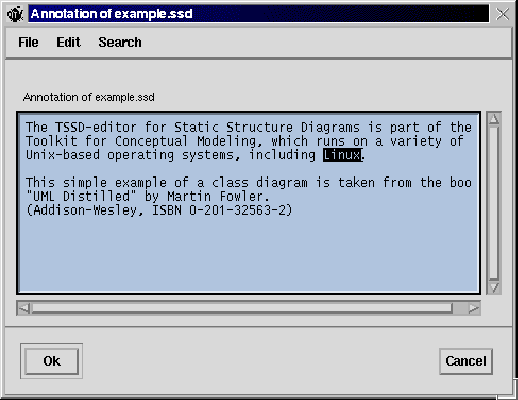 Annotation of example.ssd
File Edit Search
Annotation of example.ssd
The TSSD-editor for Static Structure Diagrams is part of the
Toolkit for Conceptual Modeling, which runs on a variety of
Unix-based operating systems, including Linux.
This simple example of a class diagram is taken from the boo
"UML Distilled" by Martin Fowler.
(Addison-Wesley, ISBN 0-201-32563-2)
Ok Cancel